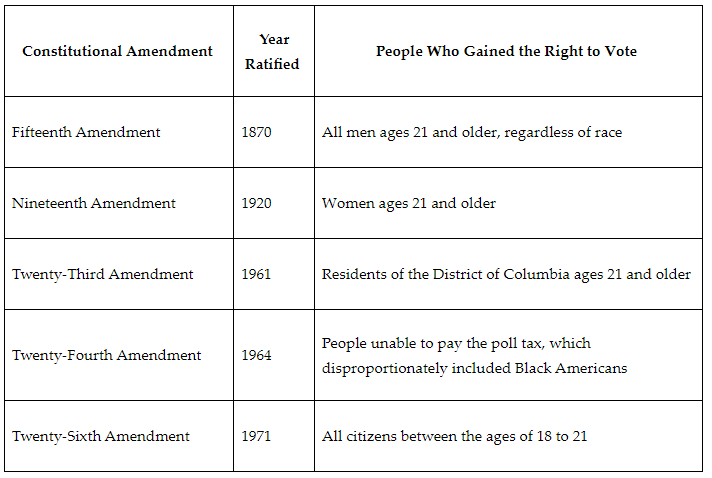 Constitutional Amendment
Year
Ratified
People Who Gained the Right to Vote
Fifteenth Amendment
1870
All men ages 21 and older, regardless of race
Nineteenth Amendment
1920
Women ages 21 and older
Twenty-Third Amendment
1961
Residents of the District of Columbia ages 21 and older
Twenty-Fourth Amendment
1964
People unable to pay the poll tax, which
disproportionately included Black Americans
Twenty-Sixth Amendment
1971
All citizens between the ages of 18 to 21